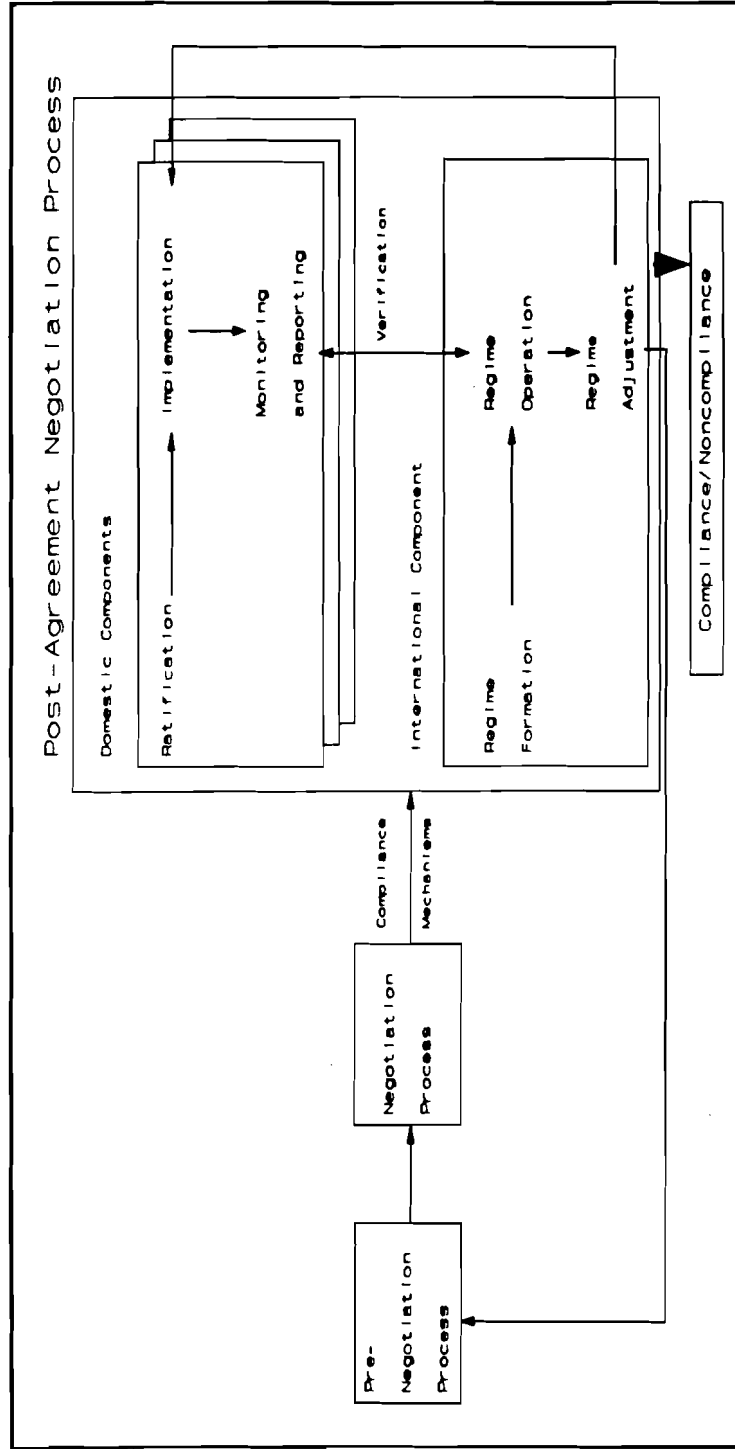 Post-Agreement Negotiation Process
Domestic Components
Ratification
Implementation
Monitoring
and Reporting
Verification
International Component
Regime
Formation
Regime
Operation
Regime
Adjustment
Compliance/Noncompliance
Compliance
Mechanisms
Negotiation
Process
Pre-
Negotiation
Process